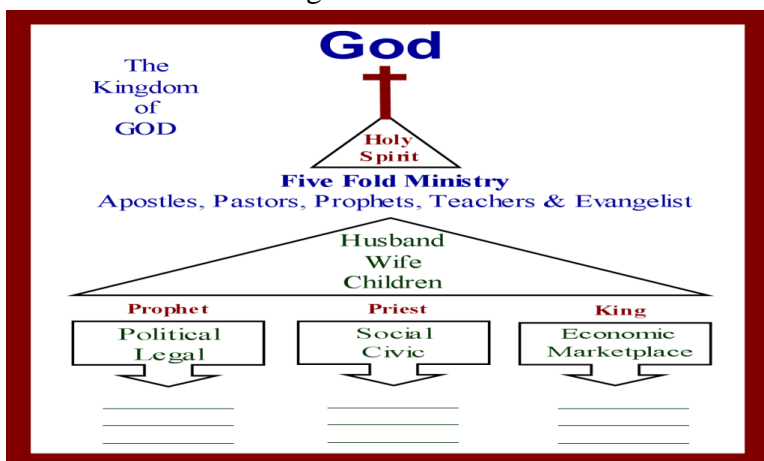 God
The
Kingdom
of
GOD
Holy
Spirit
Five Fold Ministry
Apostles, Pastors, Prophets, Teachers & Evangelist
Husband
Wife
Children
Prophet
Priest
King
Political
Legal
Social
Civic
Economic
Marketplace